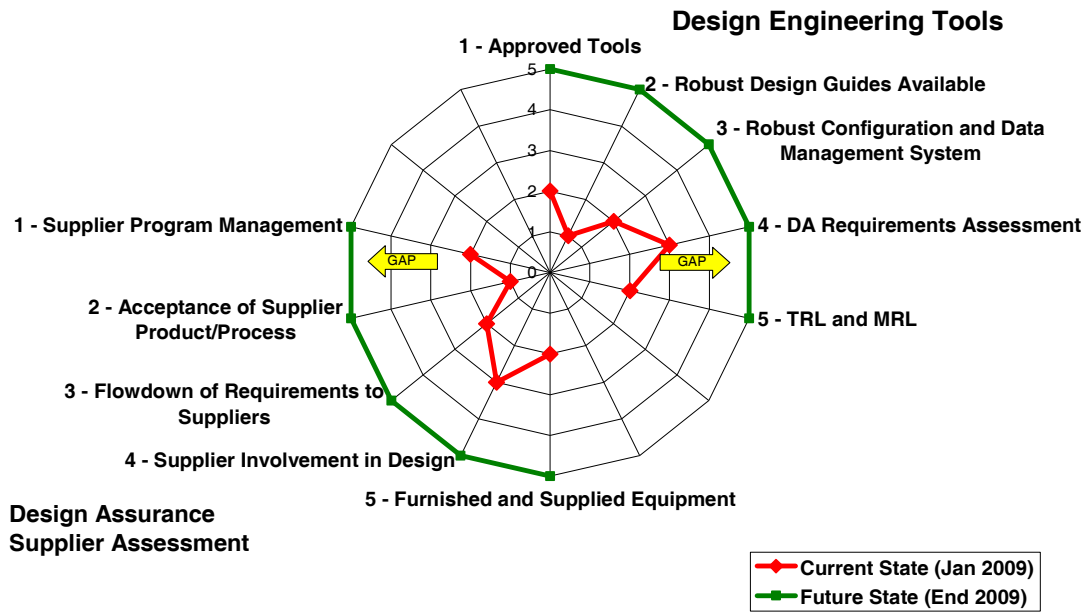 Design Engineering Tools
1 - Approved Tools
2 - Robust Design Guides Available
3 - Robust Configuration and Data
Management System
4 - DA Requirements Assessment
5 - TRL and MRL
5
4
3
2
1
0
GAP
GAP
1 - Supplier Program Management
2 - Acceptance of Supplier
Product/Process
3 - Flowdown of Requirements to
Suppliers
4 - Supplier Involvement in Design
5 - Furnished and Supplied Equipment
Design Assurance
Supplier Assessment
Current State (Jan 2009)
Future State (End 2009)